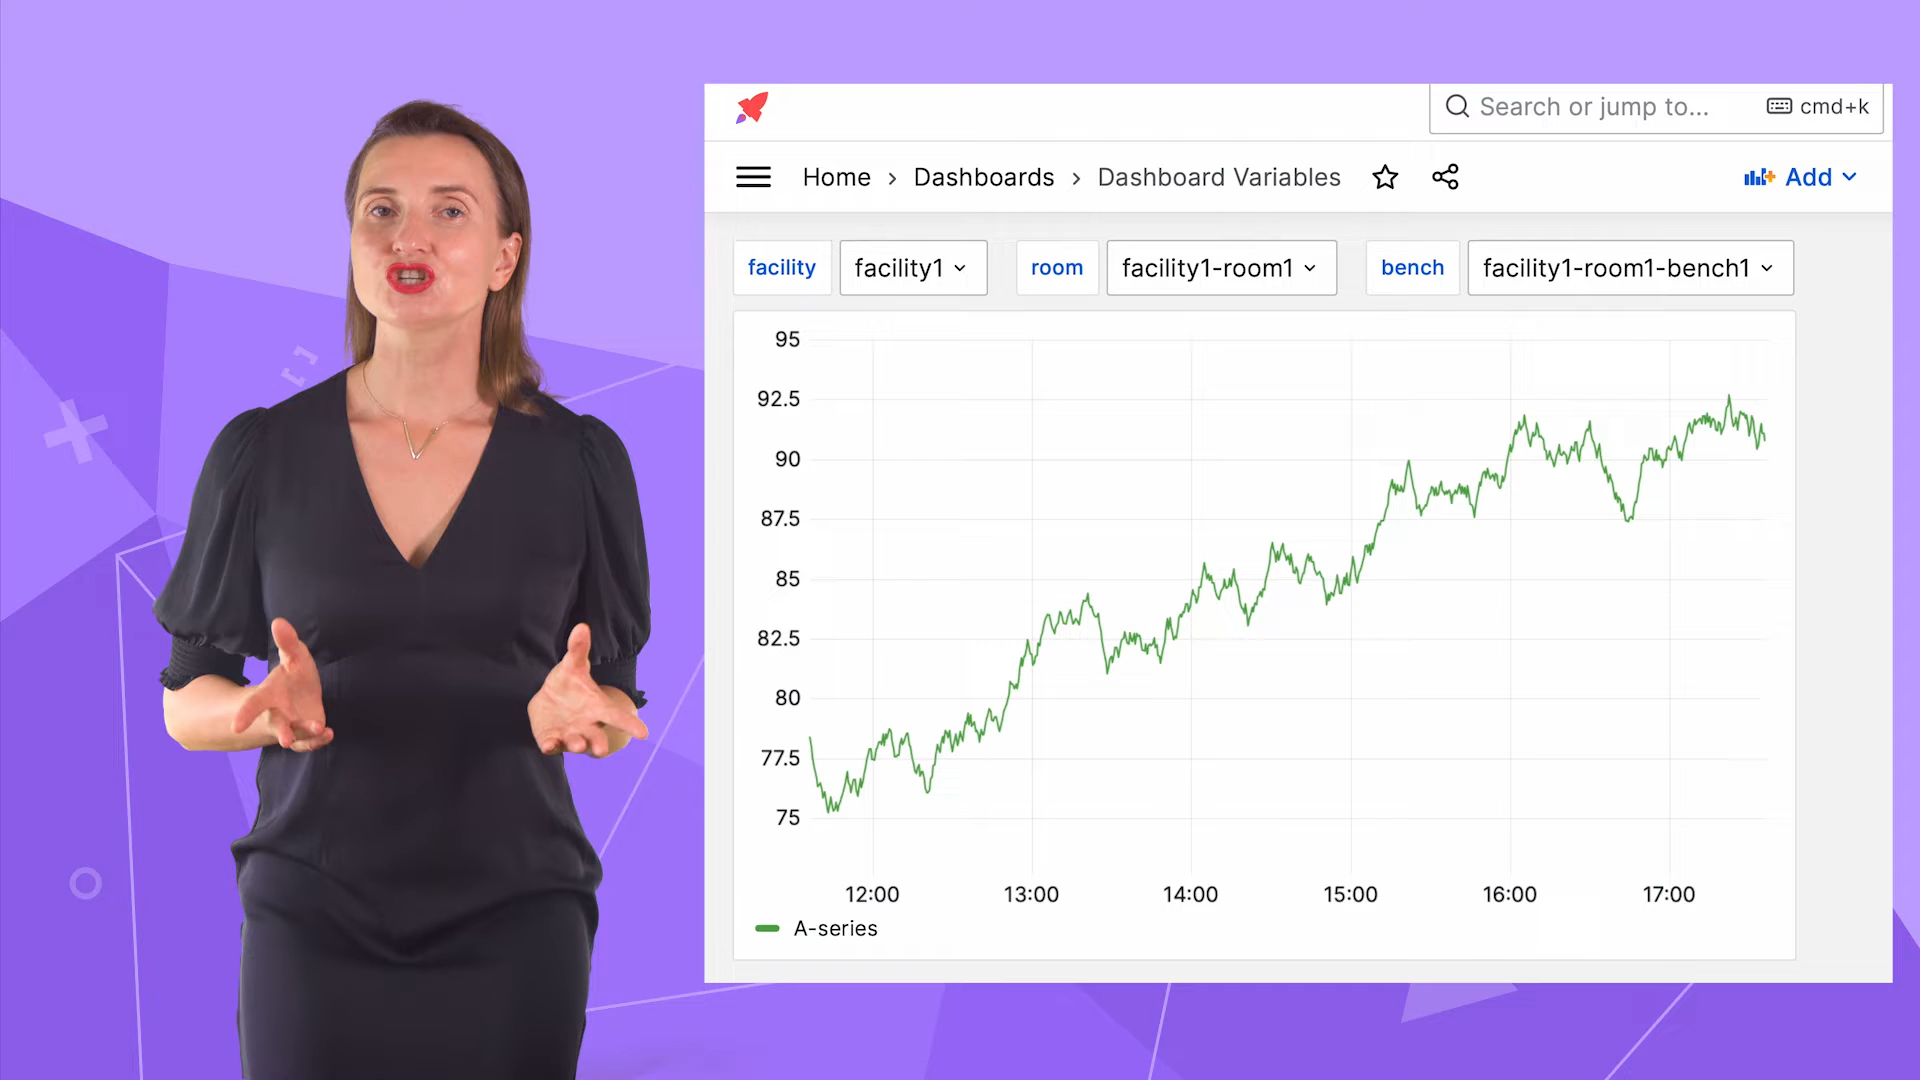 Search or jump to... cmd+k
Home > Dashboards > Dashboard Variables Add
facility facility1 room facility1-room1 bench facility1-room1-bench1
95
92.5
90
87.5
85
82.5
80
77.5
75
12:00 13:00 14:00 15:00 16:00 17:00
A-series